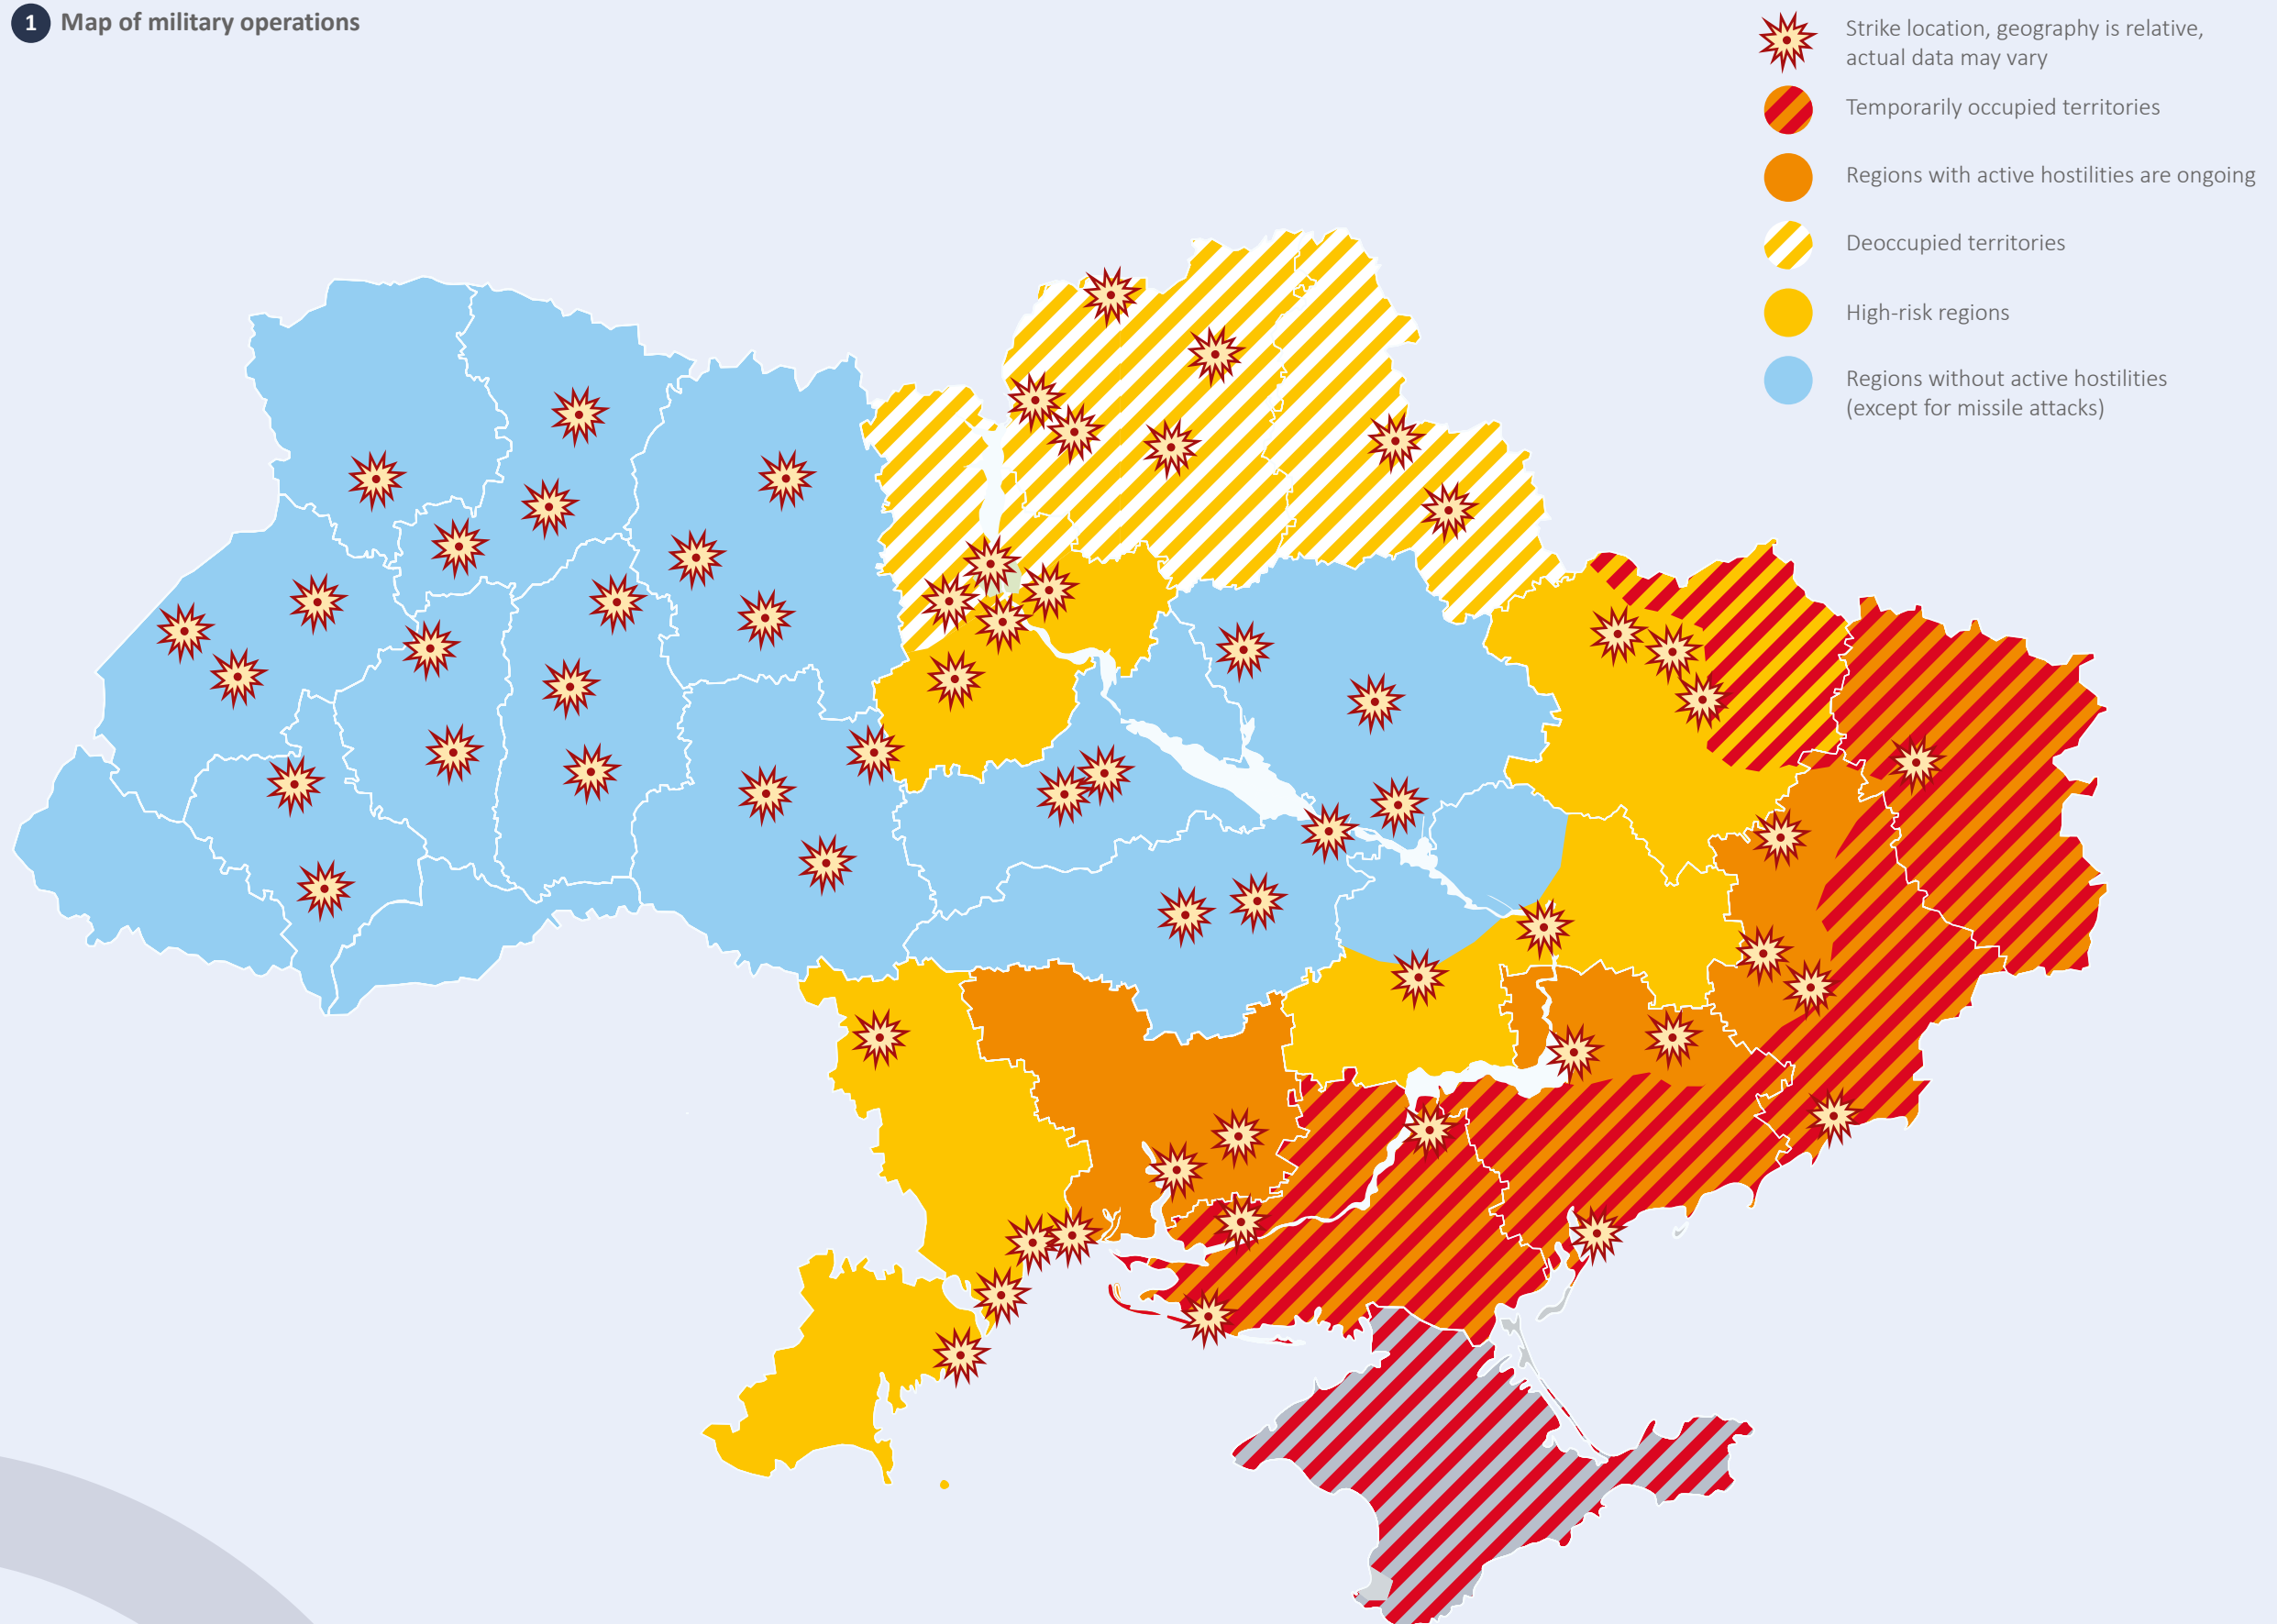 1 Map of military operations
Strike location, geography is relative,
actual data may vary
Temporarily occupied territories
Regions with active hostilities are ongoing
Deoccupied territories
High-risk regions
Regions without active hostilities
(except for missile attacks)